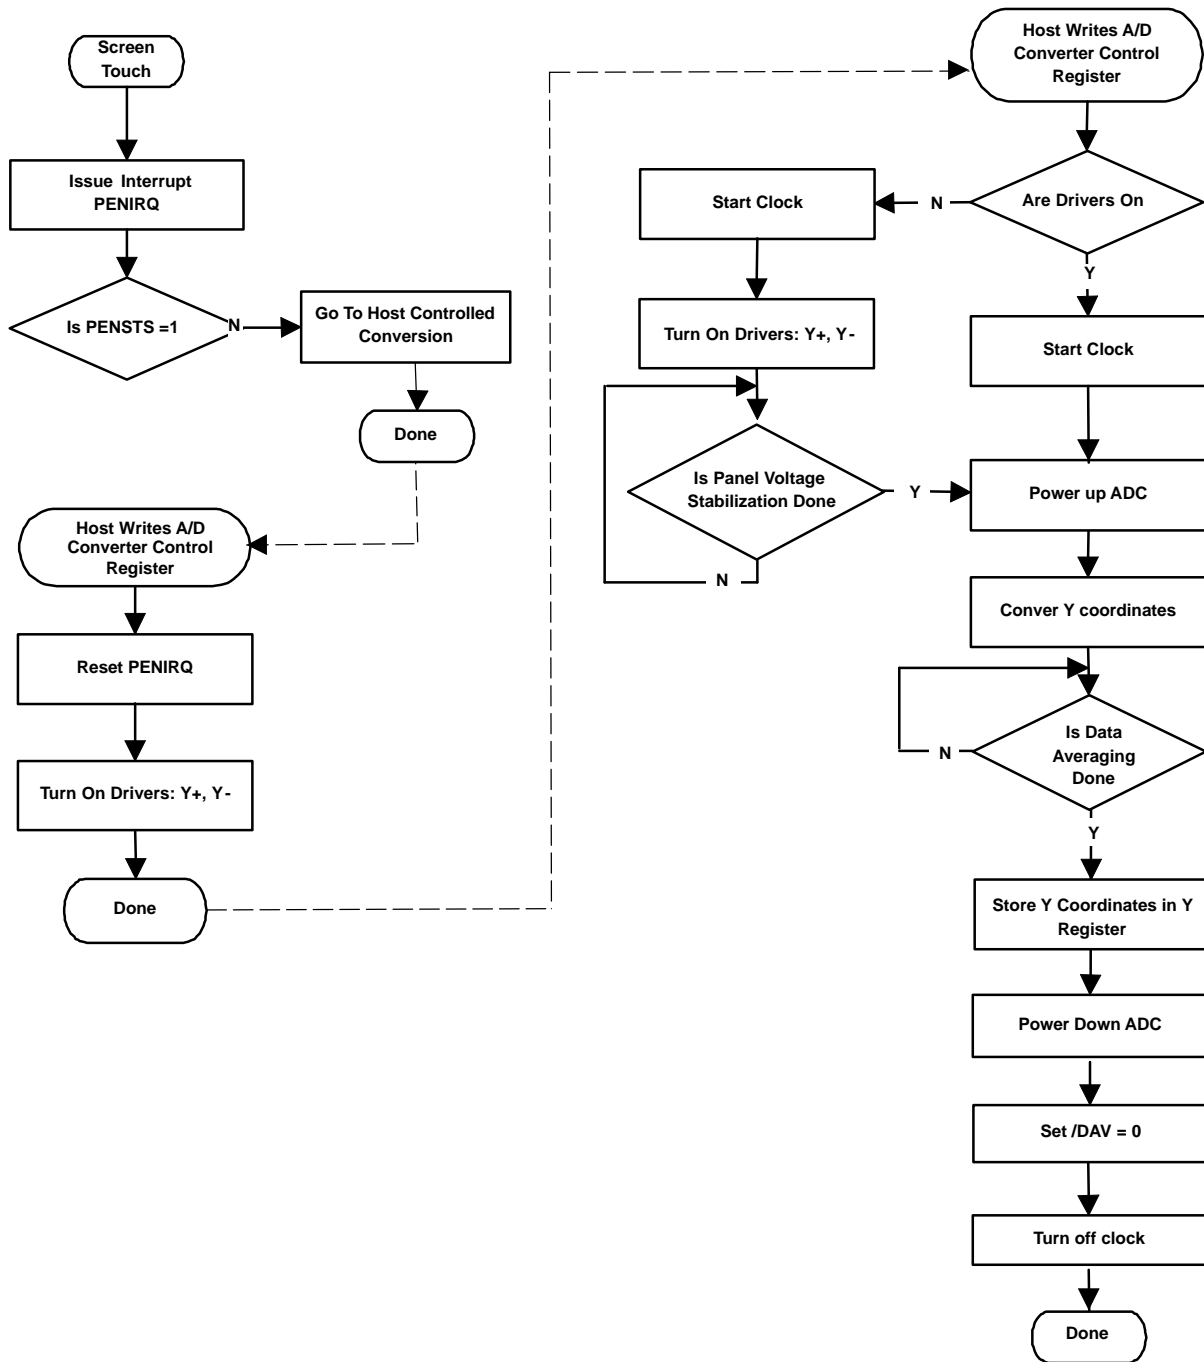 Screen
Touch
Issue Interrupt
PENIRQ
Is PENSTS =1
N
Go To Host Controlled
Conversion
Done
Host Writes A/D
Converter Control
Register
Reset PENIRQ
Turn On Drivers: Y+, Y-
Done
Host Writes A/D
Converter Control
Register
Are Drivers On
N
Y
Start Clock
Turn On Drivers: Y+, Y-
Is Panel Voltage
Stabilization Done
Y
N
Start Clock
Power up ADC
Conver Y coordinates
Is Data
Averaging
Done
N
Y
Store Y Coordinates in Y
Register
Power Down ADC
Set /DAV = 0
Turn off clock
Done